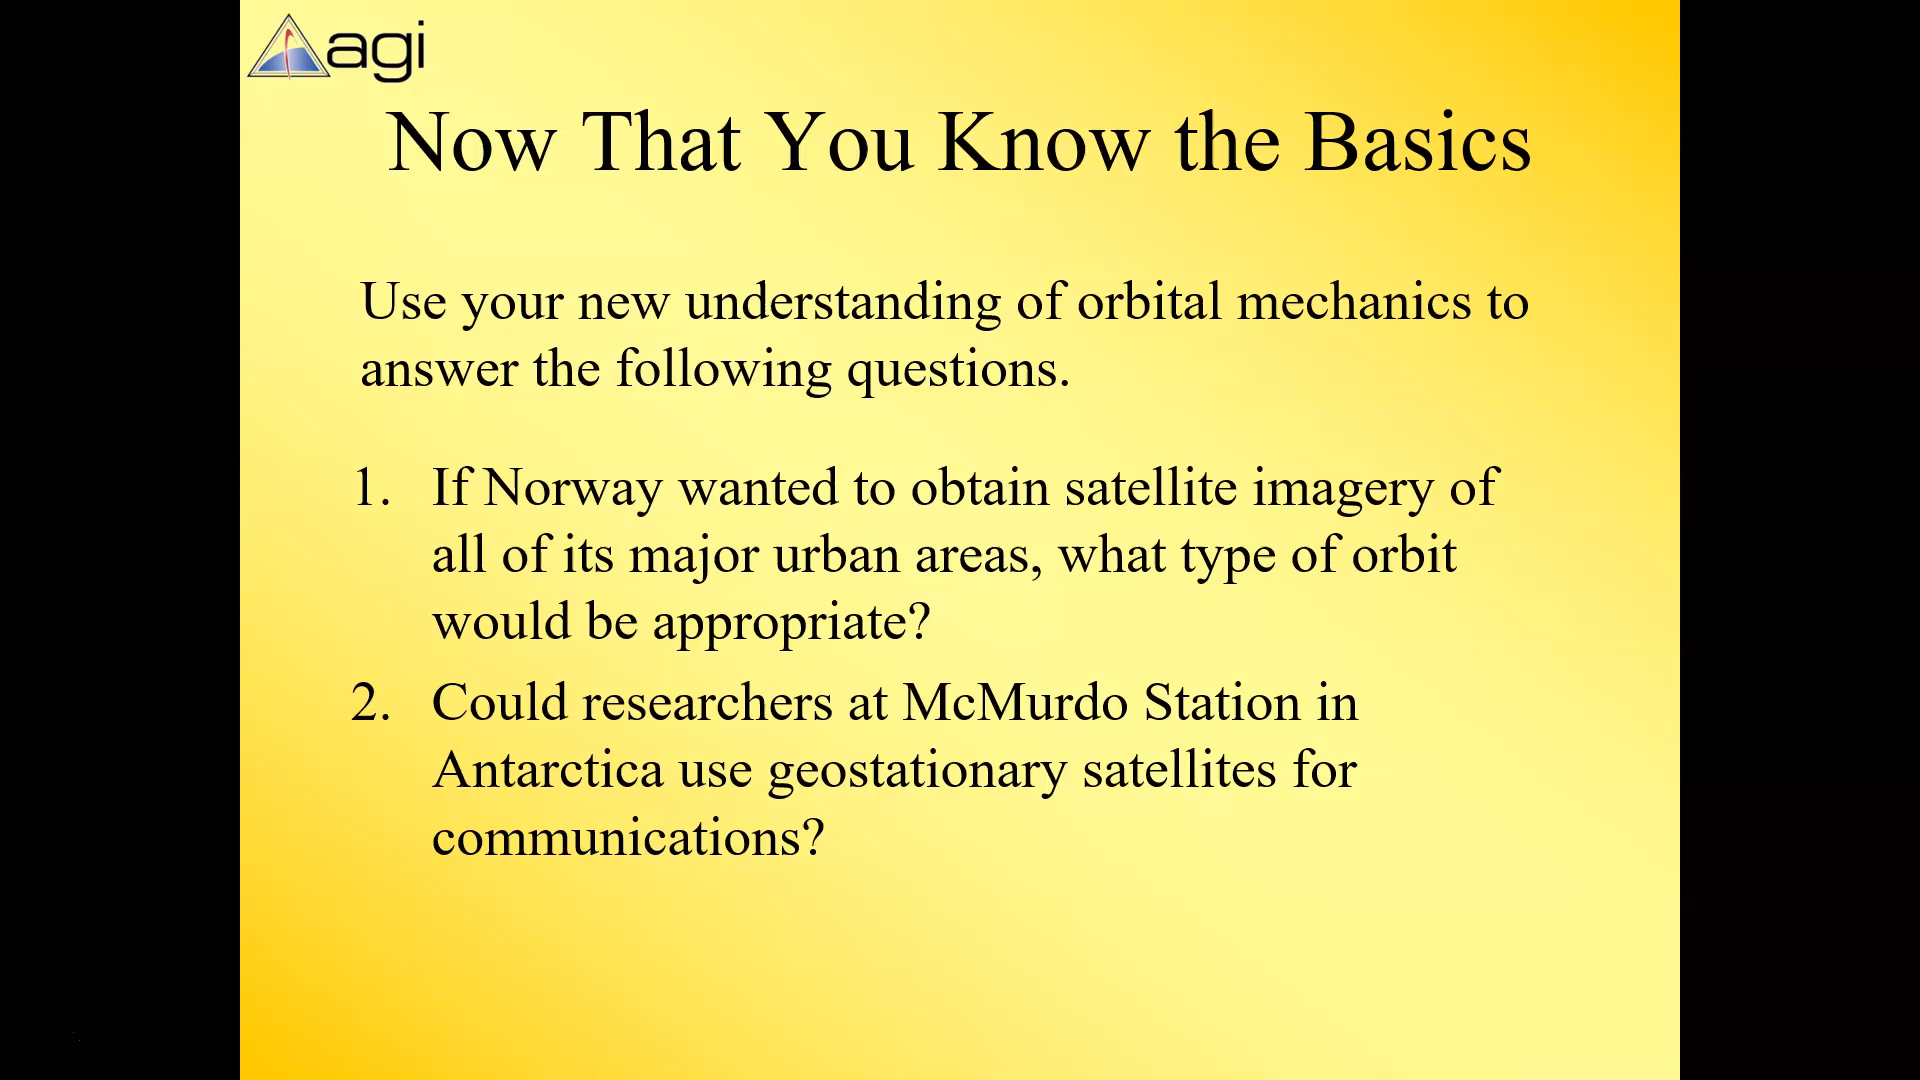 agi
Now That You Know the Basics
Use your new understanding of orbital mechanics to
answer the following questions.
1. If Norway wanted to obtain satellite imagery of
all of its major urban areas, what type of orbit
would be appropriate?
2. Could researchers at McMurdo Station in
Antarctica use geostationary satellites for
communications?